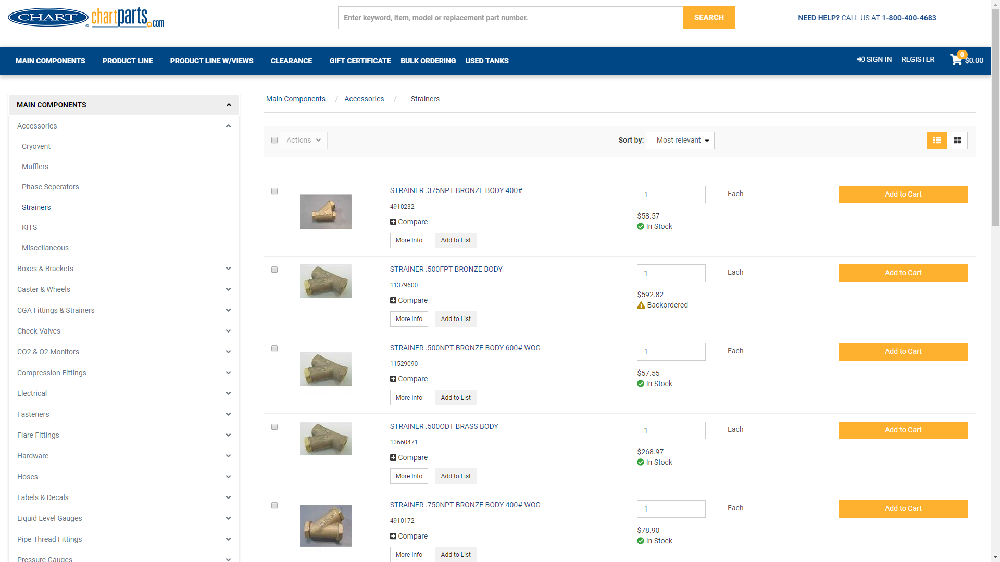 CHART
®
chartparts.com
Enter keyword, item, model or replacement part number.
SEARCH
NEED HELP? CALL US AT 1-800-400-4683
MAIN COMPONENTS
PRODUCT LINE
PRODUCT LINE W/VIEWS
CLEARANCE
GIFT CERTIFICATE
BULK ORDERING
USED TANKS
SIGN IN
REGISTER
0
$0.00
MAIN COMPONENTS
Accessories
Cryovent
Mufflers
Phase Seperators
Strainers
KITS
Miscellaneous
Boxes & Brackets
Caster & Wheels
CGA Fittings & Strainers
Check Valves
CO2 & O2 Monitors
Compression Fittings
Electrical
Fasteners
Flare Fittings
Hardware
Hoses
Labels & Decals
Liquid Level Gauges
Pipe Thread Fittings
Pressure Gauges
Main Components / Accessories / Strainers
Actions
Sort by: Most relevant
STRAINER .375NPT BRONZE BODY 400#
4910232
Compare
More Info
Add to List
1
Each
$58.57
In Stock
Add to Cart
STRAINER .500FPT BRONZE BODY
11379600
Compare
More Info
Add to List
1
Each
$592.82
Backordered
Add to Cart
STRAINER .500NPT BRONZE BODY 600# WOG
11529090
Compare
More Info
Add to List
1
Each
$57.55
In Stock
Add to Cart
STRAINER .500ODT BRASS BODY
13660471
Compare
More Info
Add to List
1
Each
$268.97
In Stock
Add to Cart
STRAINER .750NPT BRONZE BODY 400# WOG
4910172
Compare
More Info
Add to List
1
Each
$78.90
In Stock
Add to Cart